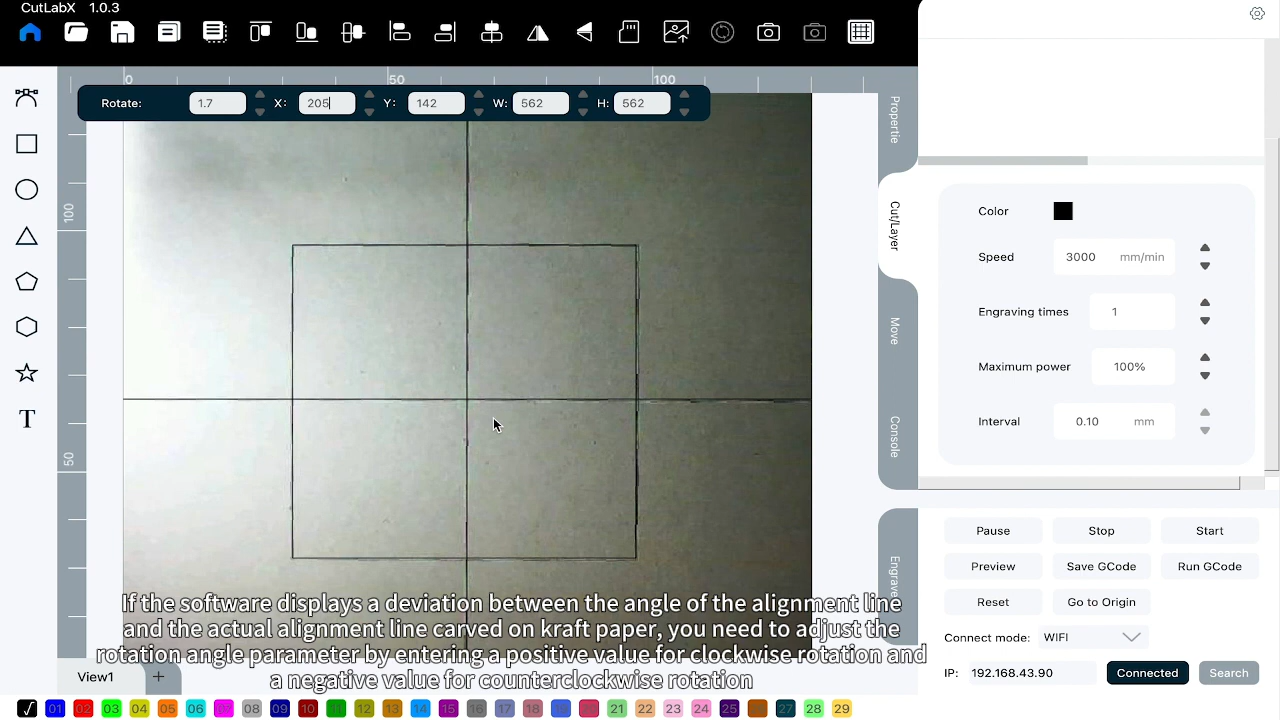 CutLabX 1.0.3
0 50 100
Rotate: 1.7 X: 205 Y: 142 W: 562 H: 562
Propertie
100
Cut/Layer
Color
Speed 3000 mm/min
Engraving times 1
Move
Maximum power 100%
Console
Interval 0.10 mm
50
Pause Stop Start
Engrave
Preview Save GCode Run GCode
Reset Go to Origin
If the software displays a deviation between the angle of the alignment line
and the actual alignment line carved on kraft paper, you need to adjust the
rotation angle parameter by entering a positive value for clockwise rotation and
a negative value for counterclockwise rotation
Connect mode: WIFI
View1 +
IP: 192.168.43.90 Connected Search
01 02 03 04 05 06 07 08 09 10 11 12 13 14 15 16 17 18 19 20 21 22 23 24 25 26 27 28 29